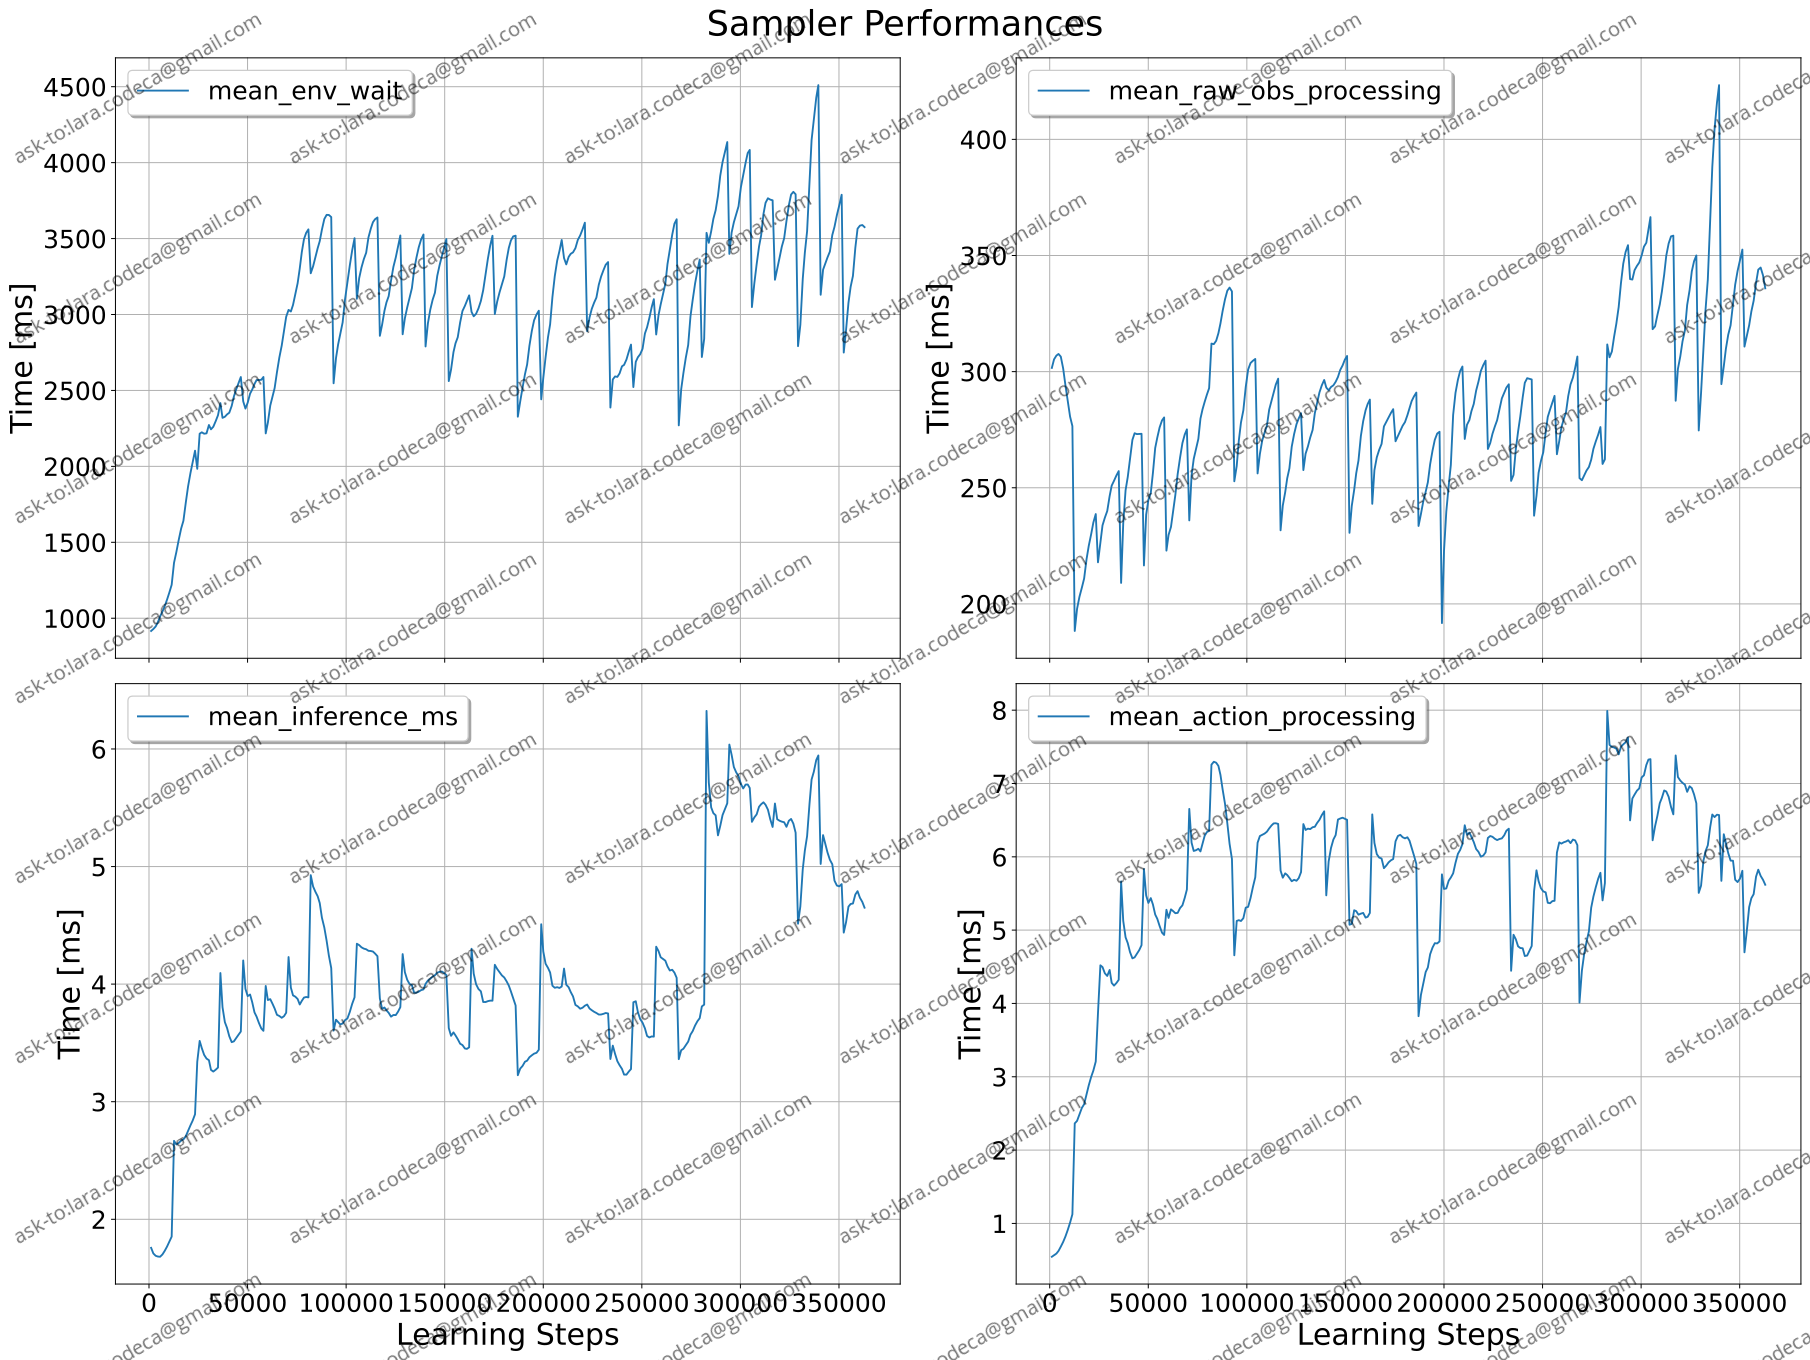 Sampler Performances
mean_env_wait
4500
4000
3500
3000
2500
2000
1500
1000
Time [ms]
mean_raw_obs_processing
400
350
300
250
200
Time [ms]
mean_inference_ms
6
5
4
3
2
Time [ms]
0 50000 100000 150000 200000 250000 300000 350000
Learning Steps
mean_action_processing
8
7
6
5
4
3
2
1
Time [ms]
0 50000 100000 150000 200000 250000 300000 350000
Learning Steps
ask-to:lara.codeca@gmail.com